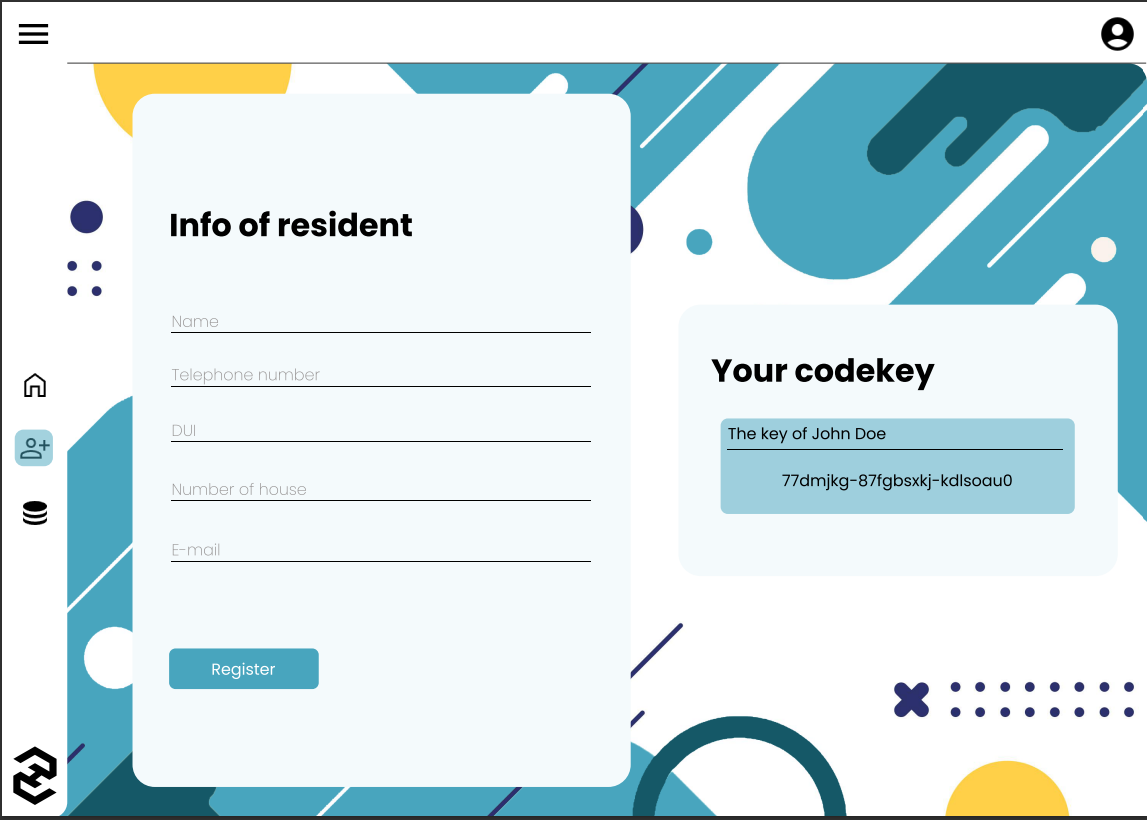 Info of resident
Name
Telephone number
DUI
Number of house
E-mail
Register
Your codekey
The key of John Doe
77dmjkg-87fgbsxkj-kdlsoau0